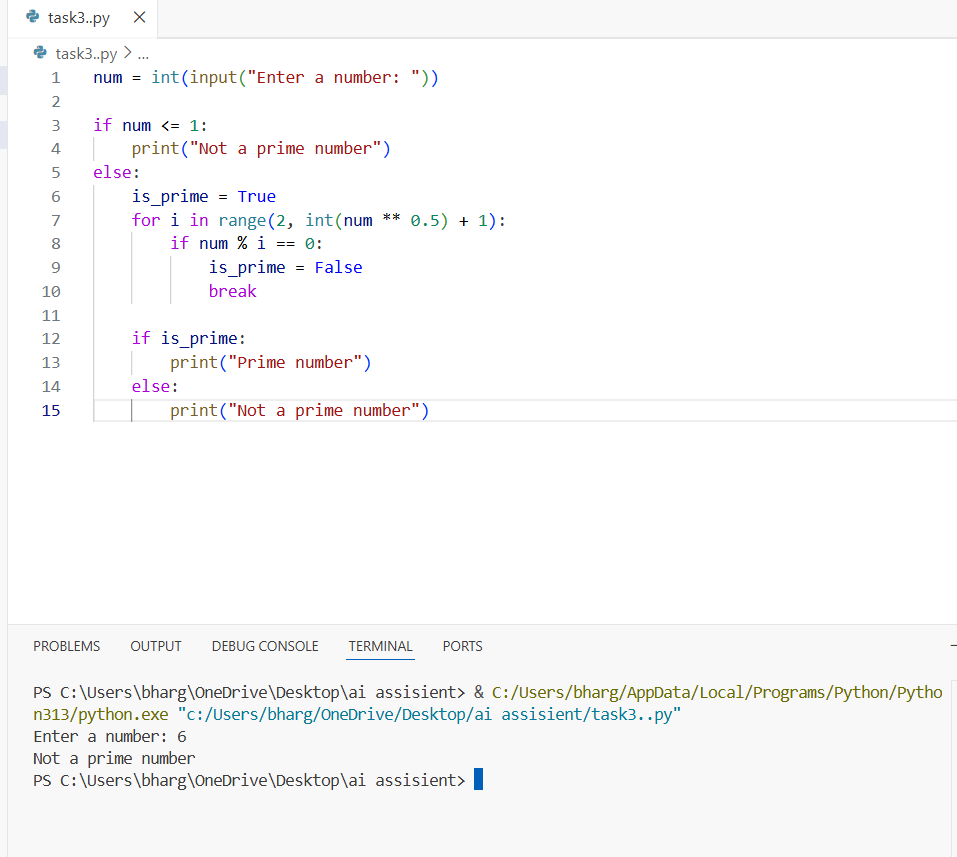 task3..py
task3..py > ...
1 num = int(input("Enter a number: "))
2
3 if num <= 1:
4     print("Not a prime number")
5 else:
6     is_prime = True
7     for i in range(2, int(num ** 0.5) + 1):
8         if num % i == 0:
9             is_prime = False
10             break
11
12     if is_prime:
13         print("Prime number")
14     else:
15         print("Not a prime number")
PROBLEMS OUTPUT DEBUG CONSOLE TERMINAL PORTS
PS C:\Users\bharg\OneDrive\Desktop\ai assisient> & C:/Users/bharg/AppData/Local/Programs/Python/Pytho
n313/python.exe "c:/Users/bharg/OneDrive/Desktop/ai assisient/task3..py"
Enter a number: 6
Not a prime number
PS C:\Users\bharg\OneDrive\Desktop\ai assisient>